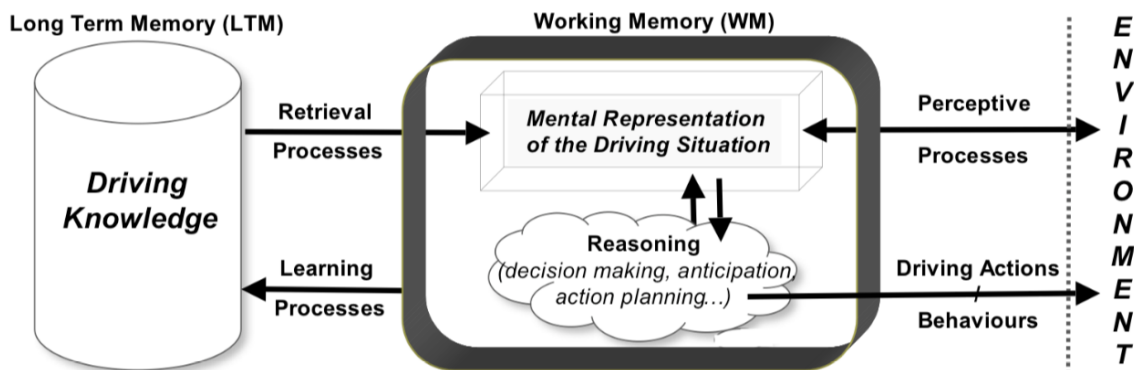 Long Term Memory (LTM)
Working Memory (WM)
Driving
Knowledge
Retrieval
Processes
Learning
Processes
Mental Representation
of the Driving Situation
Reasoning
(decision making, anticipation,
action planning...)
Perceptive
Processes
Driving Actions
/
Behaviours
ENVIRONMENT